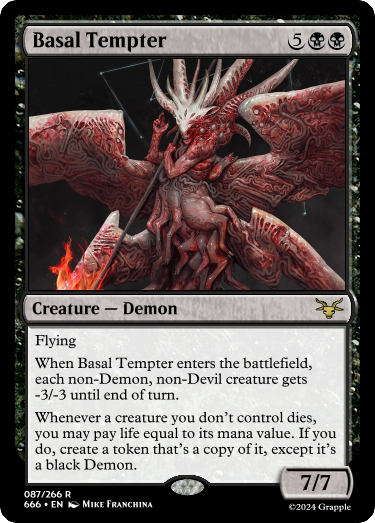 Basal Tempter 5
Creature — Demon
Flying
When Basal Tempter enters the battlefield,
each non-Demon, non-Devil creature gets
-3/-3 until end of turn.
Whenever a creature you don't control dies,
you may pay life equal to its mana value. If you
do, create a token that's a copy of it, except it's
a black Demon.
7/7
087/266 R
666 • EN Mike Franchina
©2024 Grapple